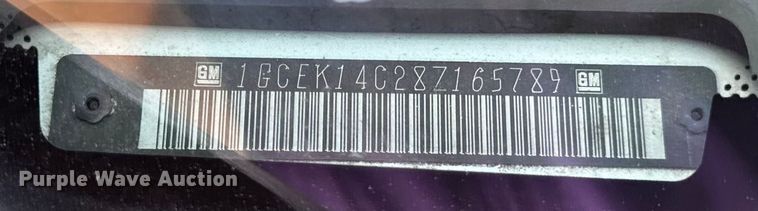 GM 1GCEK14C28Z165789 GM
Purple Wave Auction